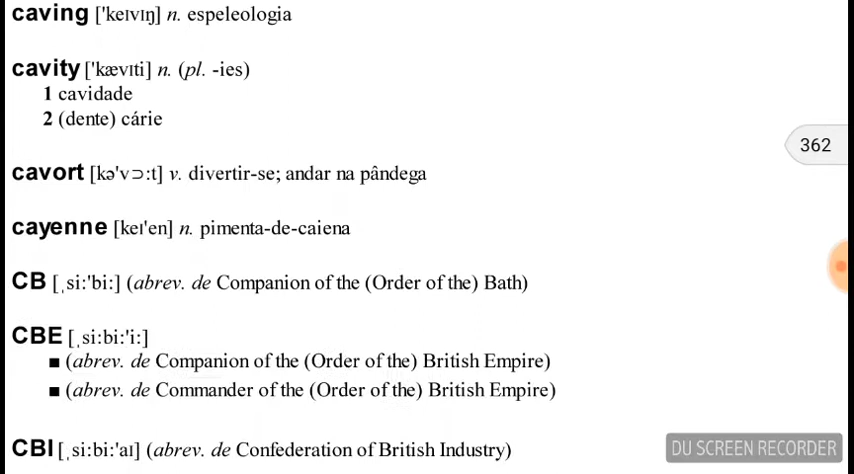 caving ['keɪvɪŋ] n. espeleologia
cavity ['kævɪti] n. (pl. -ies)
1 cavidade
2 (dente) cárie
362
cavort [kə'vɔ:t] v. divertir-se; andar na pândega
cayenne [keɪ'en] n. pimenta-de-caiena
CB [ˌsi:'bi:] (abrev. de Companion of the (Order of the) Bath)
CBE [ˌsi:bi:'i:]
■ (abrev. de Companion of the (Order of the) British Empire)
■ (abrev. de Commander of the (Order of the) British Empire)
CBI [ˌsi:bi:'aɪ] (abrev. de Confederation of British Industry)
DU SCREEN RECORDER